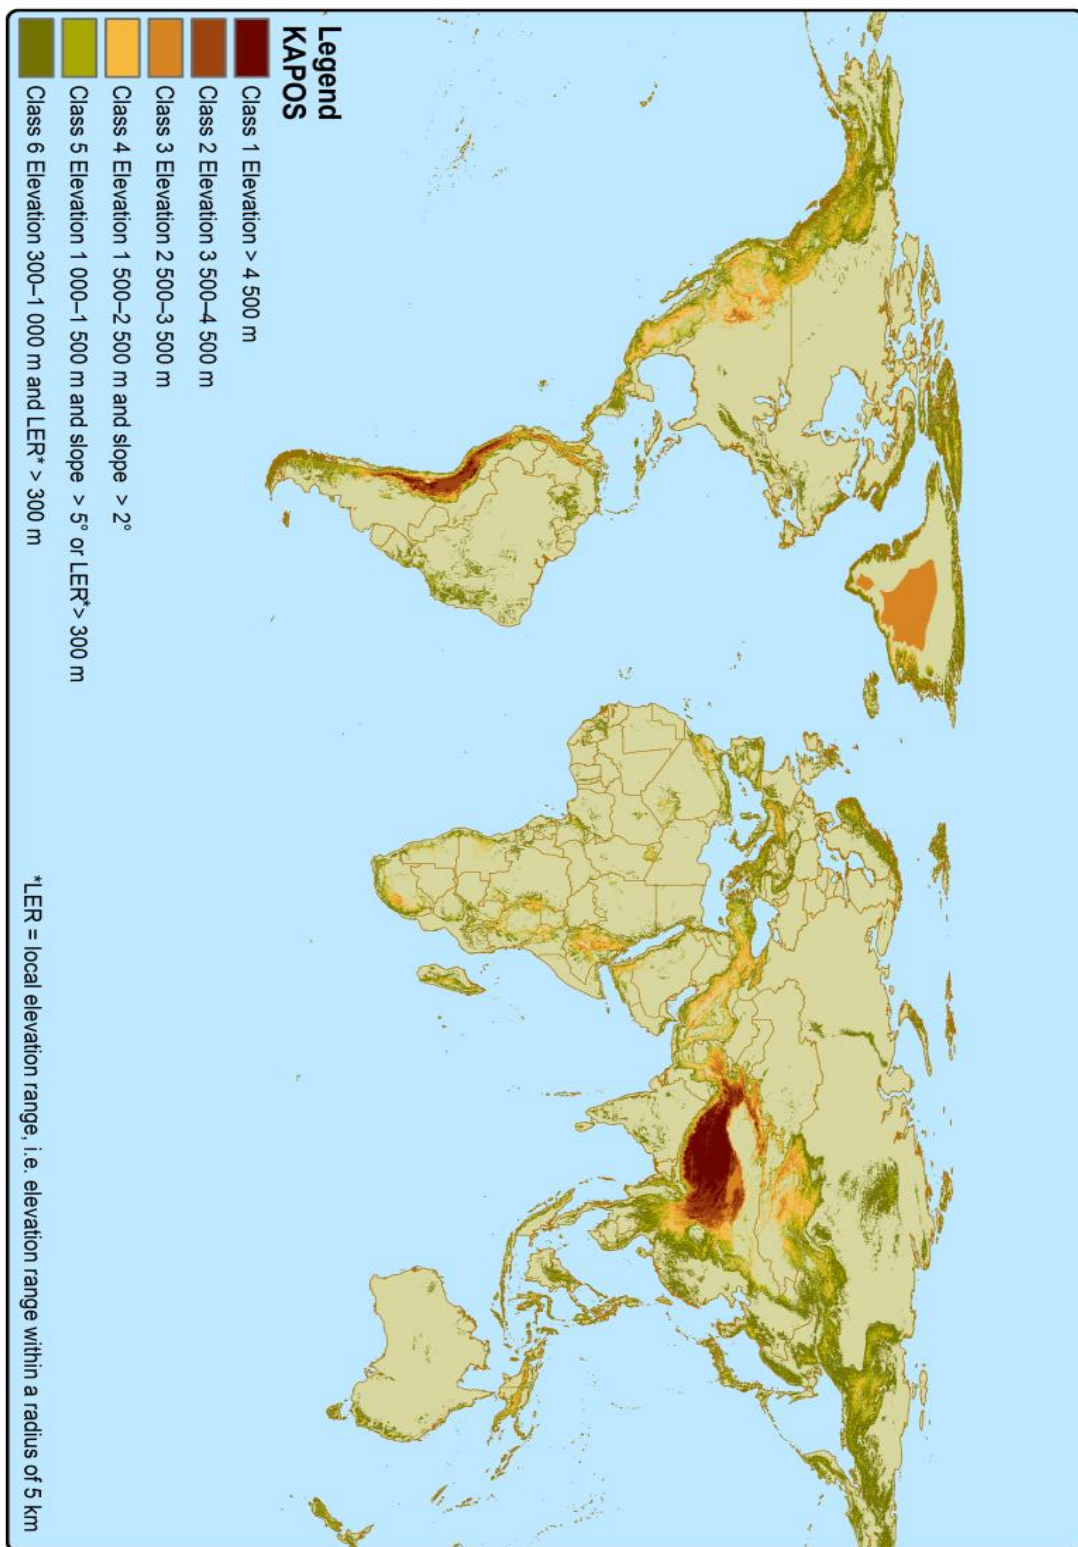 Legend
KAPOS
Class 1 Elevation > 4 500 m
Class 2 Elevation 3 500–4 500 m
Class 3 Elevation 2 500–3 500 m
Class 4 Elevation 1 500–2 500 m and slope > 2°
Class 5 Elevation 1 000–1 500 m and slope > 5° or LER*> 300 m
Class 6 Elevation 300–1 000 m and LER* > 300 m
*LER = local elevation range, i.e. elevation range within a radius of 5 km